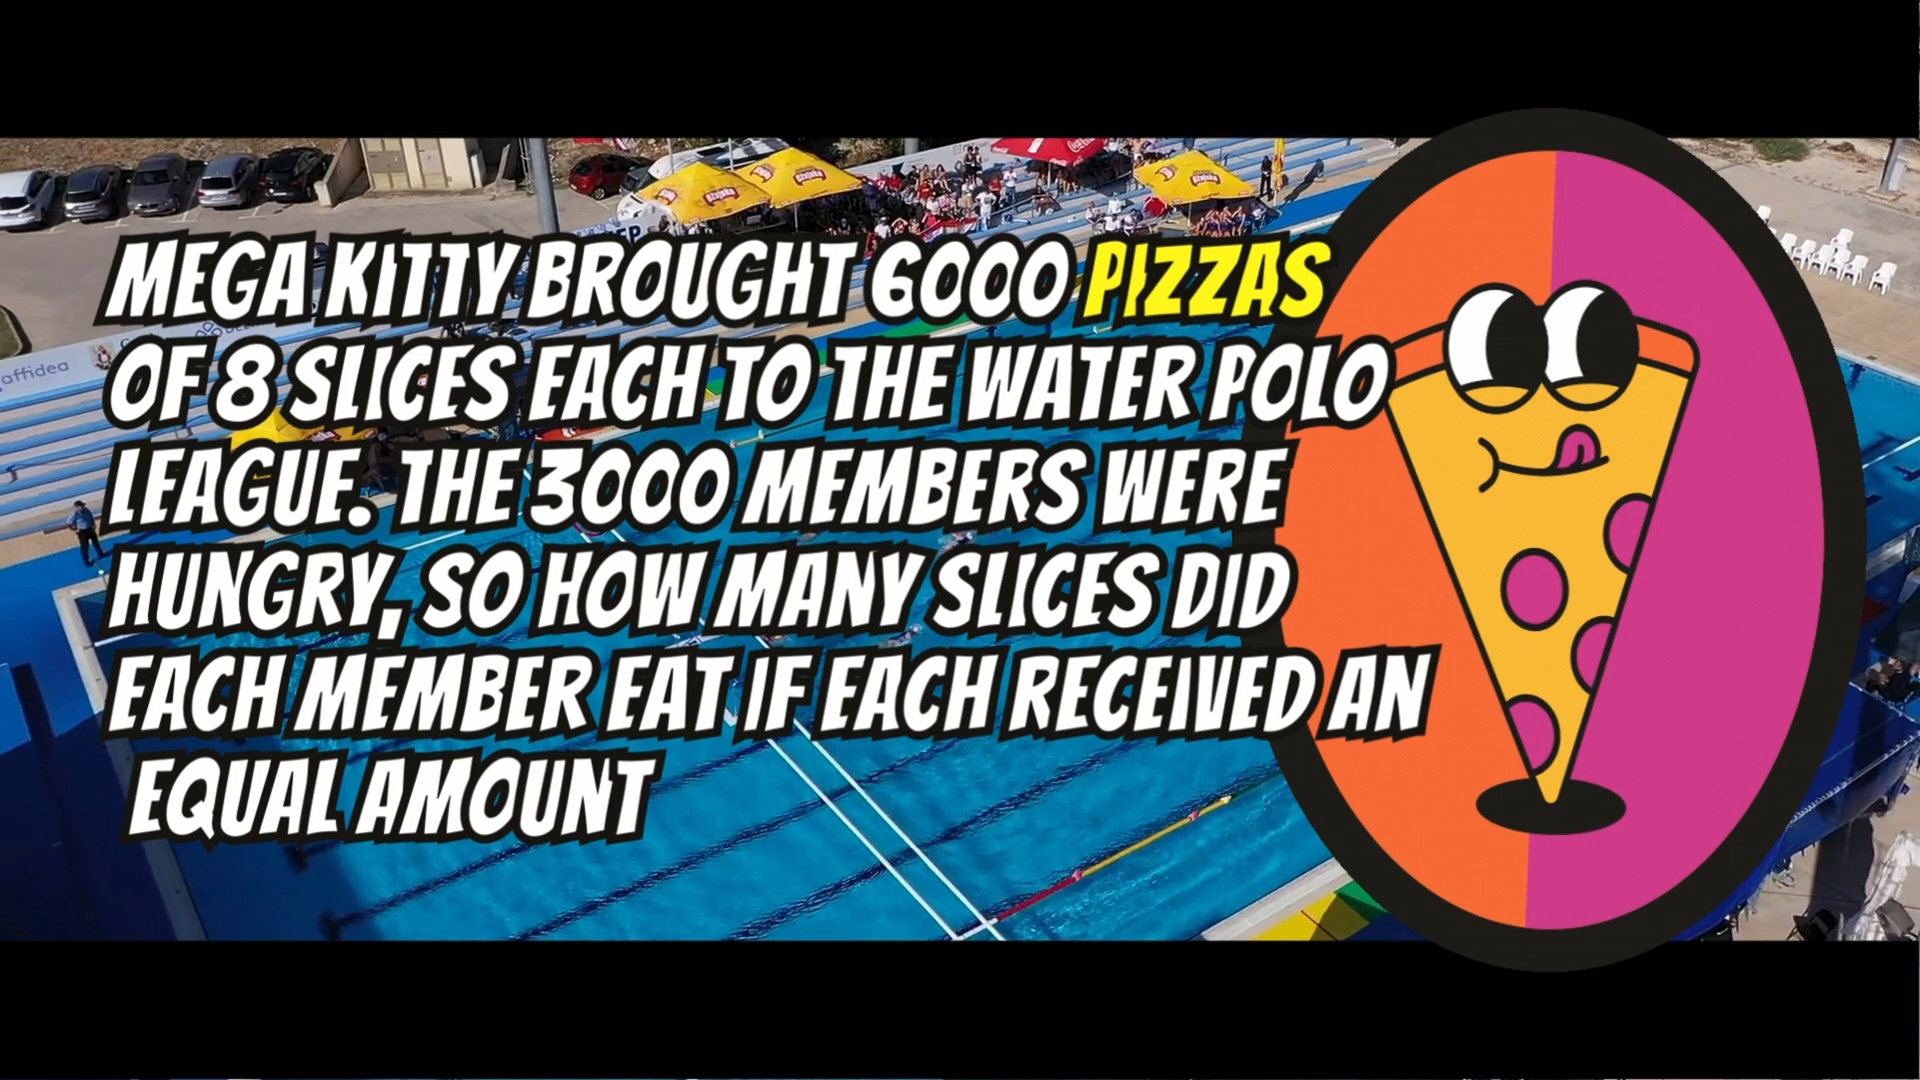 MEGA KITTY BROUGHT 6000 PIZZAS
OF 8 SLICES EACH TO THE WATER POLO
LEAGUE. THE 3000 MEMBERS WERE
HUNGRY, SO HOW MANY SLICES DID
EACH MEMBER EAT IF EACH RECEIVED AN
EQUAL AMOUNT
affidea